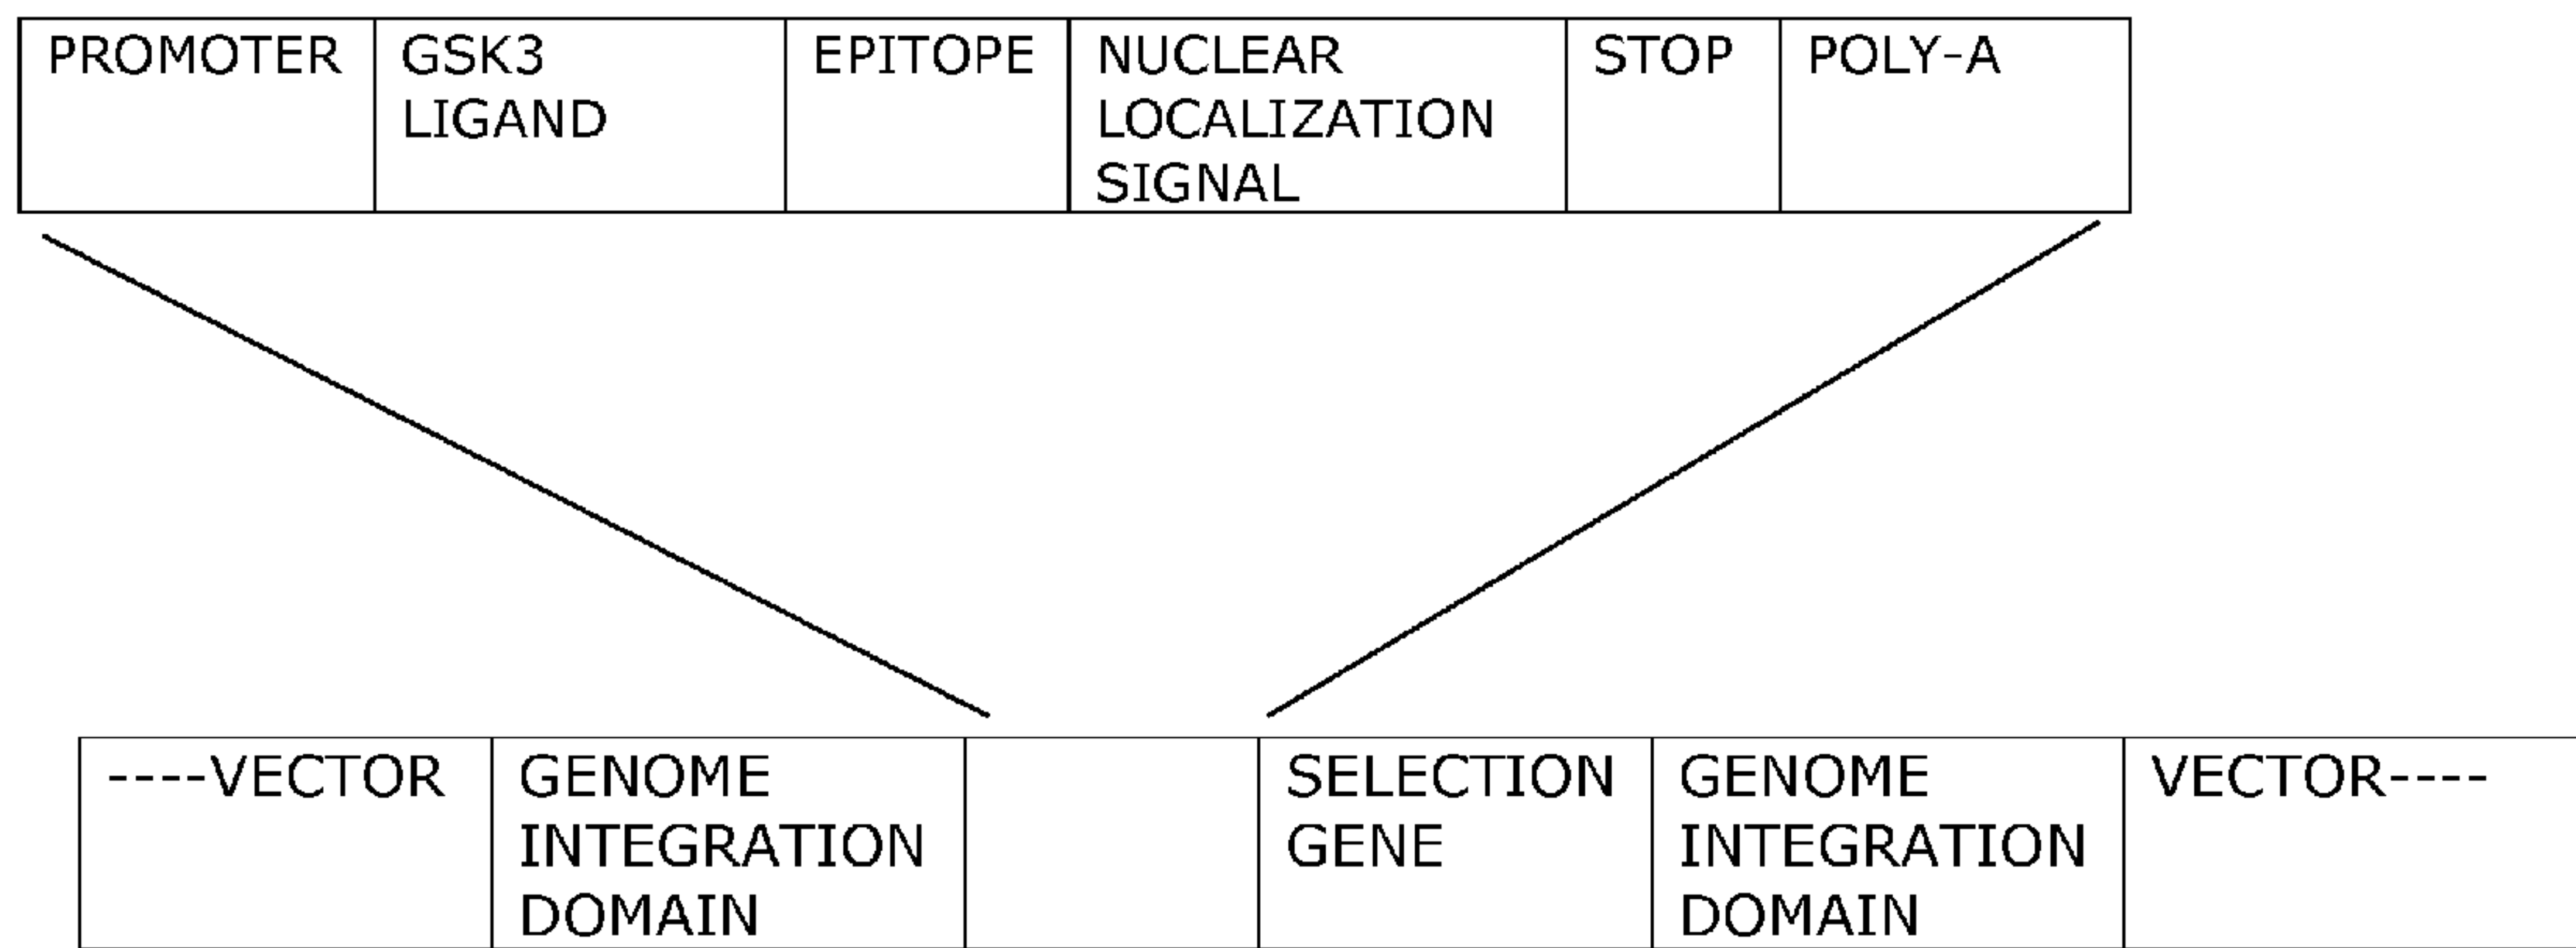 PROMOTER
GSK3
LIGAND
EPITOPE
NUCLEAR
LOCALIZATION
SIGNAL
STOP
POLY-A
----VECTOR
GENOME
INTEGRATION
DOMAIN
SELECTION
GENE
GENOME
INTEGRATION
DOMAIN
VECTOR----